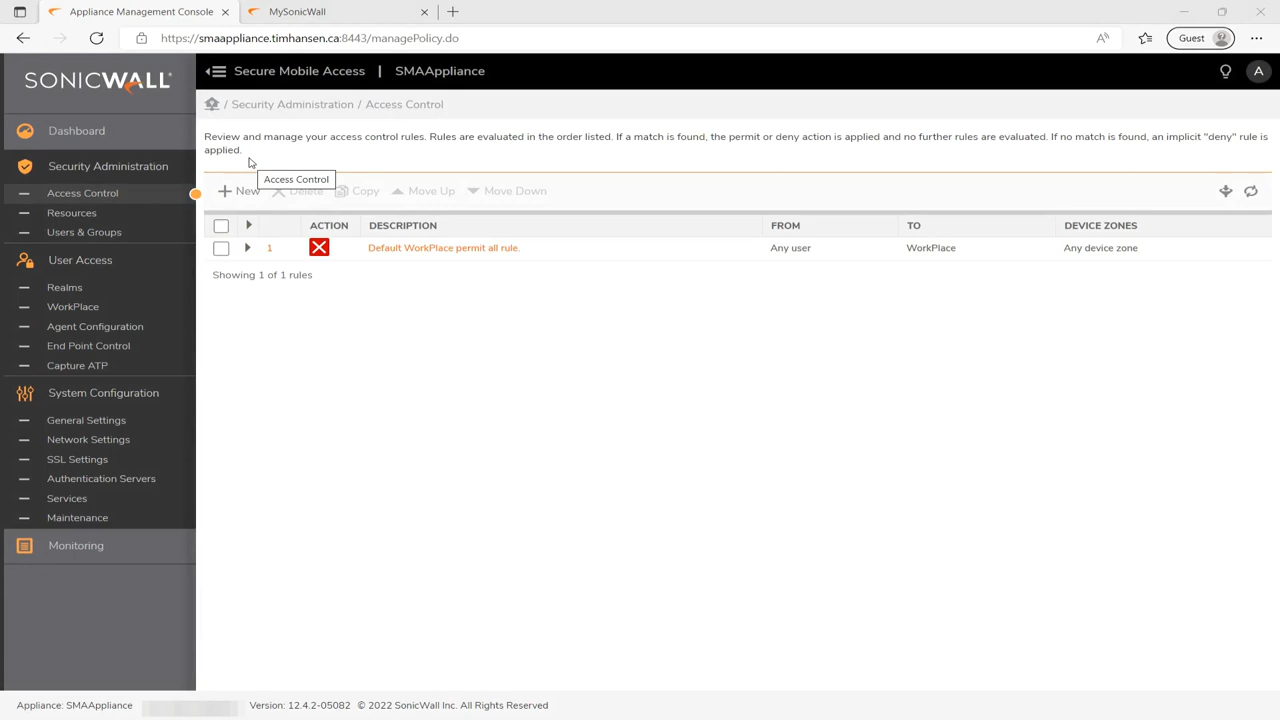 Appliance Management Console
MySonicWall
https://smaappliance.timhansen.ca:8443/managePolicy.do
Guest
SONICWALL
Secure Mobile Access | SMAAppliance
A
/ Security Administration / Access Control
Dashboard
Security Administration
Access Control
Resources
Users & Groups
User Access
Realms
WorkPlace
Agent Configuration
End Point Control
Capture ATP
System Configuration
General Settings
Network Settings
SSL Settings
Authentication Servers
Services
Maintenance
Monitoring
Review and manage your access control rules. Rules are evaluated in the order listed. If a match is found, the permit or deny action is applied and no further rules are evaluated. If no match is found, an implicit "deny" rule is
applied.
Access Control
New Delete Copy Move Up Move Down
ACTION DESCRIPTION FROM TO DEVICE ZONES
1 Default WorkPlace permit all rule. Any user WorkPlace Any device zone
Showing 1 of 1 rules
Appliance: SMAAppliance Version: 12.4.2-05082 © 2022 SonicWall Inc. All Rights Reserved